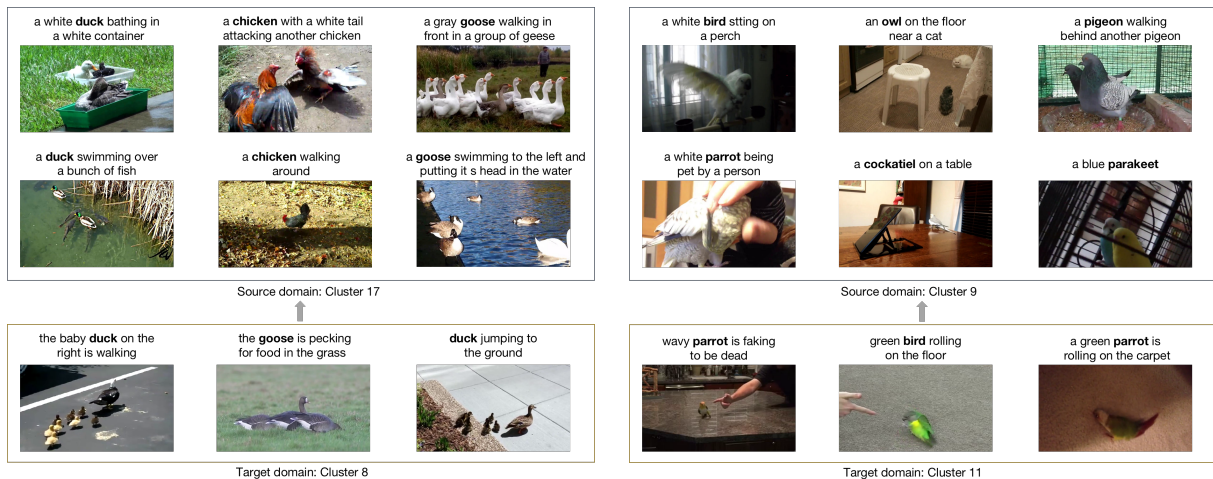 a white duck bathing in
a white container
a chicken with a white tail
attacking another chicken
a gray goose walking in
front in a group of geese
a duck swimming over
a bunch of fish
a chicken walking
around
a goose swimming to the left and
putting it s head in the water
Source domain: Cluster 17
the baby duck on the
right is walking
the goose is pecking
for food in the grass
duck jumping to
the ground
Target domain: Cluster 8
a white bird stting on
a perch
an owl on the floor
near a cat
a pigeon walking
behind another pigeon
a white parrot being
pet by a person
a cockatiel on a table
a blue parakeet
Source domain: Cluster 9
wavy parrot is faking
to be dead
green bird rolling
on the floor
a green parrot is
rolling on the carpet
Target domain: Cluster 11